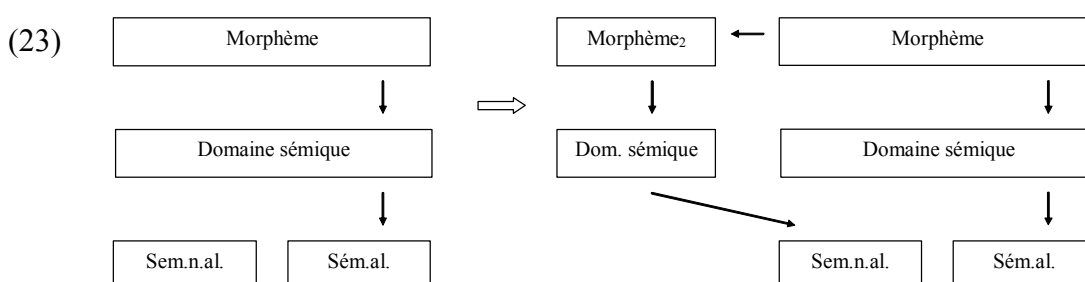 (23) Morphème Morphème₂ Morphème
Domaine sémique Dom. sémique Domaine sémique
Sem.n.al. Sém.al. Sem.n.al. Sém.al.